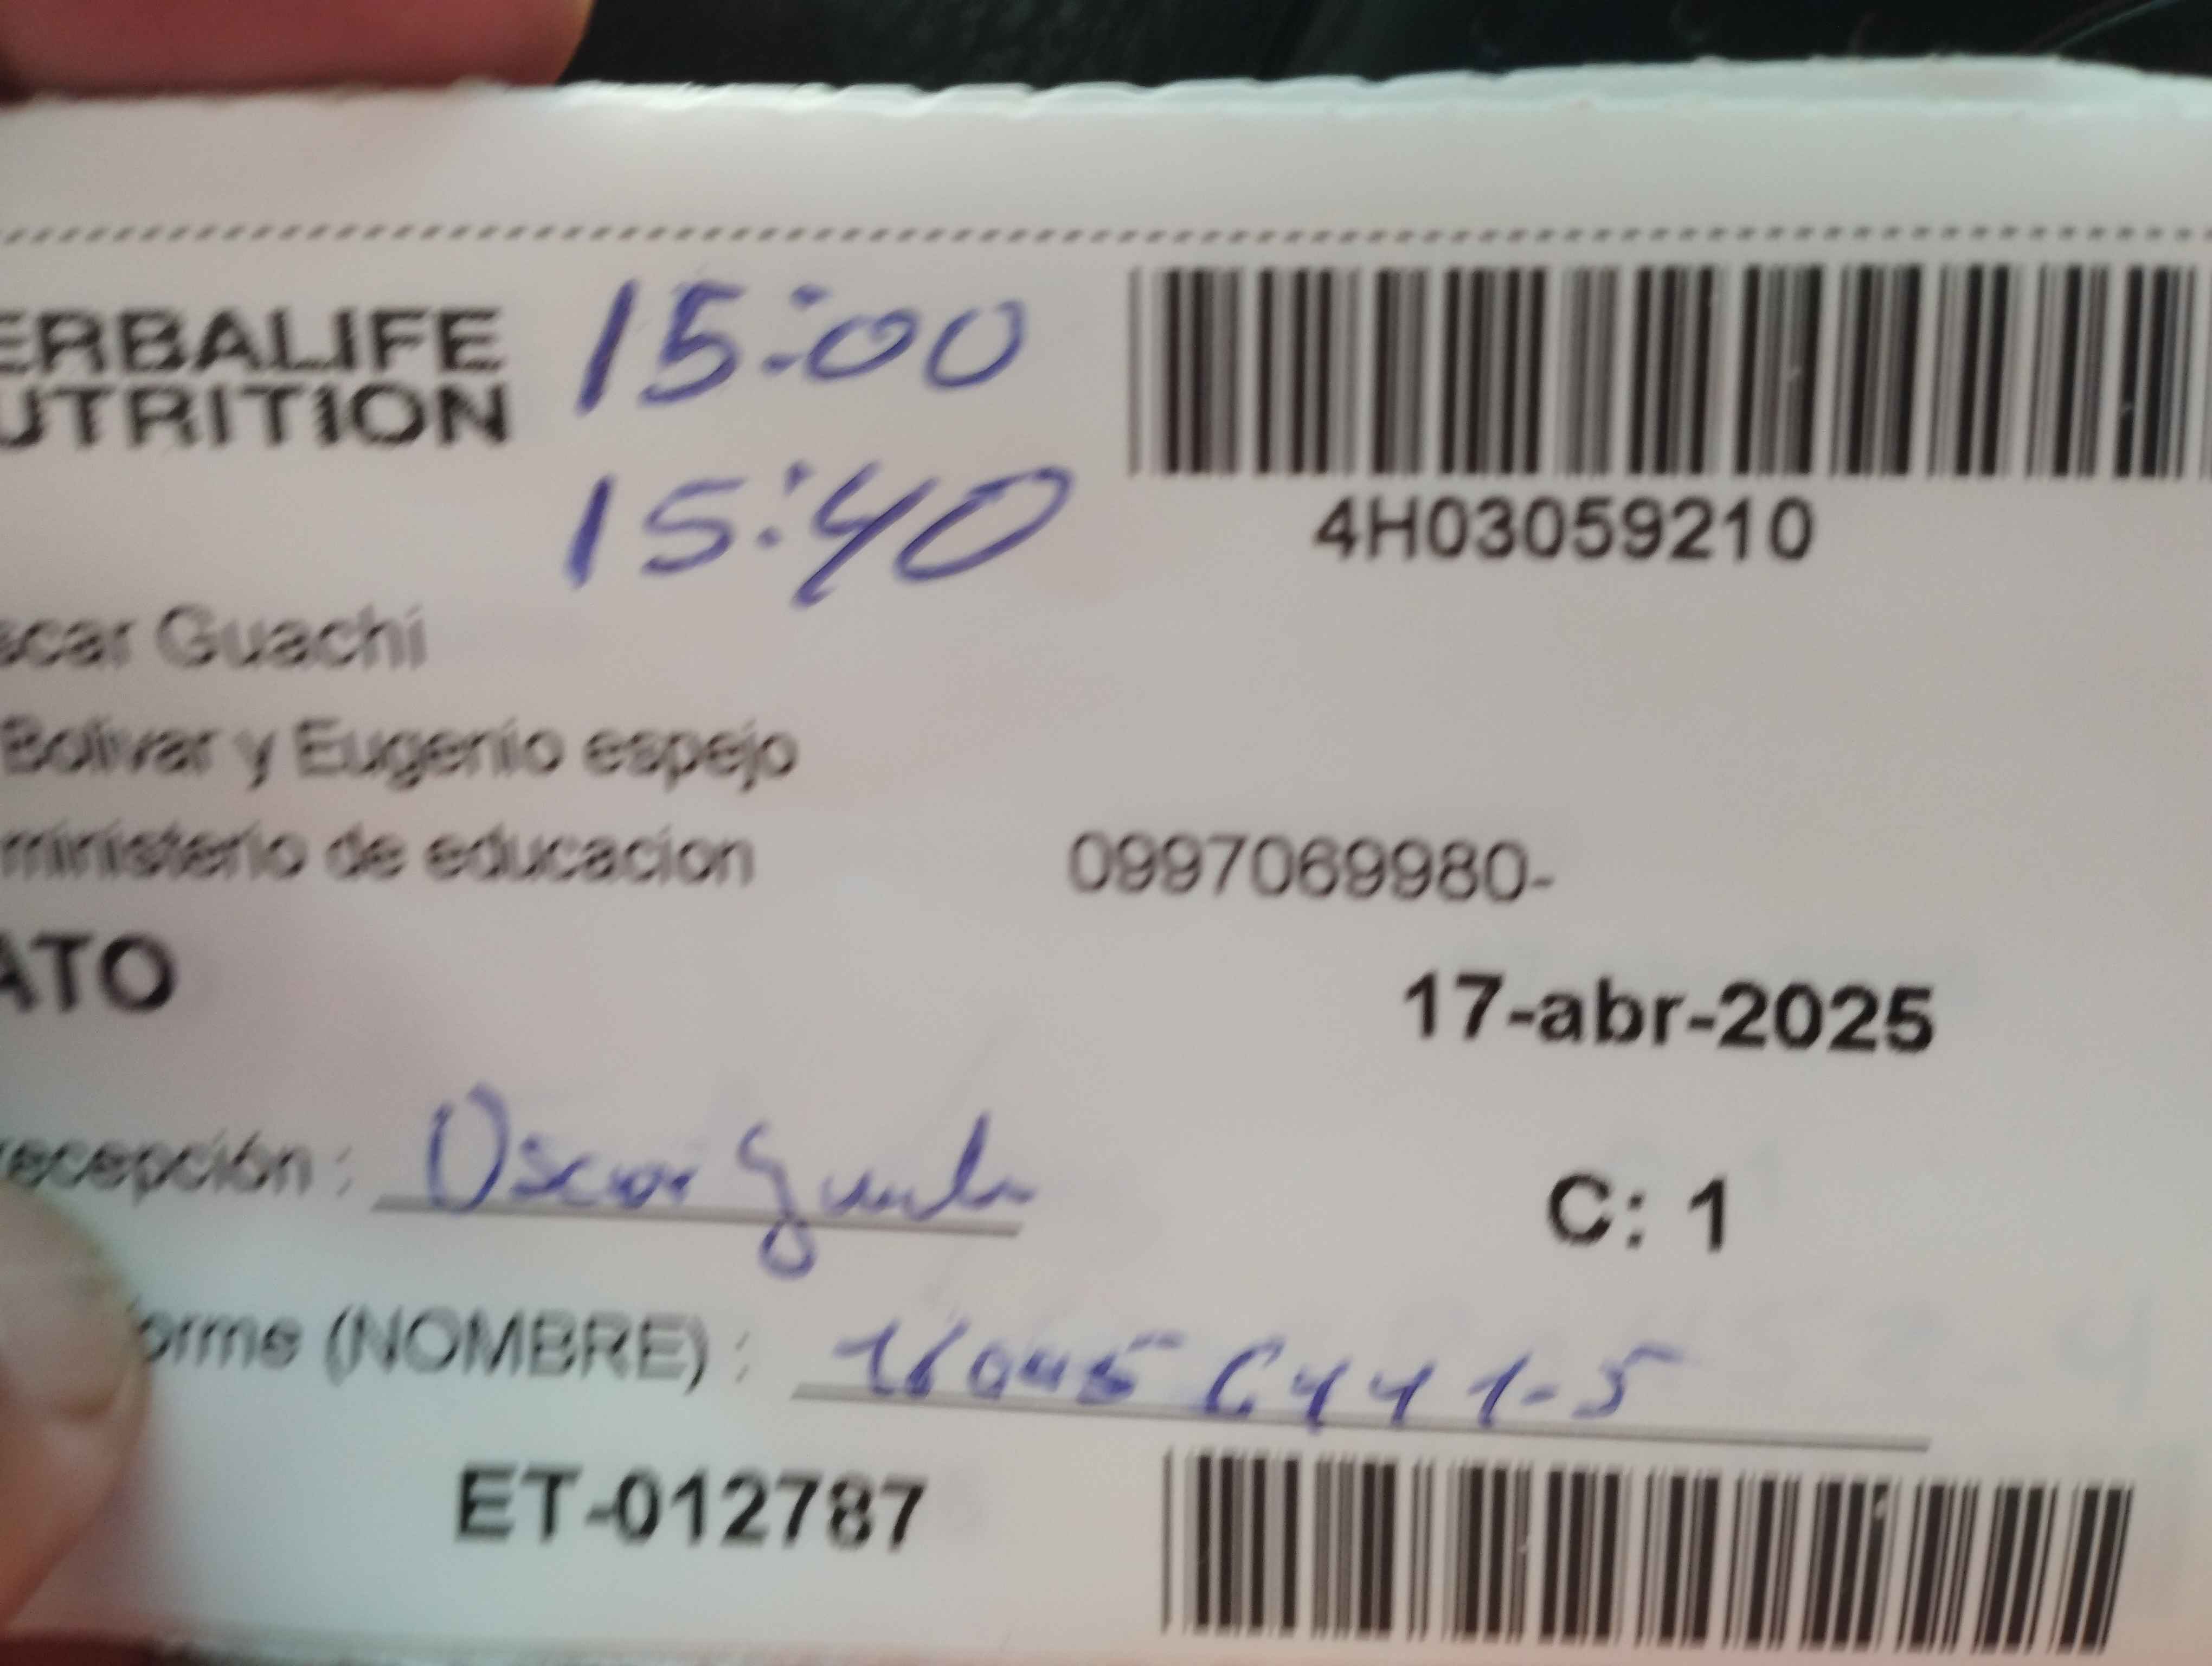 ERBALIFE
UTRITION
15:00
15:40
4H03059210
scar Guachi
Bolivar y Eugenio espejo
ministerio de educacion 0997069980-
ATO
17-abr-2025
recepción : Oscar
C: 1
orme (NOMBRE) :
ET-012787